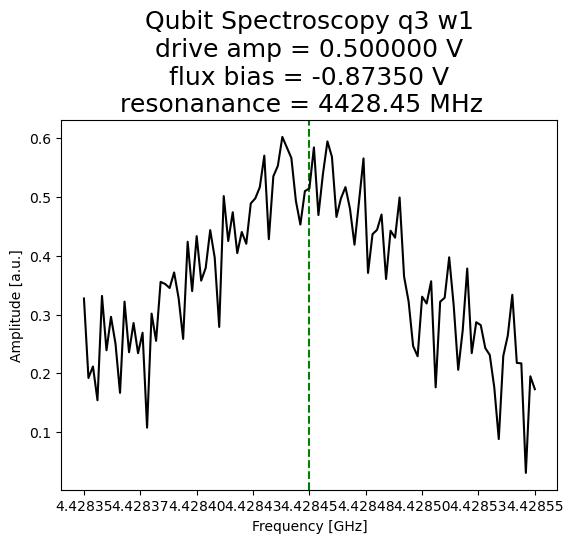 Qubit Spectroscopy q3 w1
drive amp = 0.500000 V
flux bias = -0.87350 V
resonanance = 4428.45 MHz
0.6
0.5
0.4
0.3
0.2
0.1
Amplitude [a.u.]
4.42835 4.42837 4.42840 4.42843 4.42845 4.42848 4.42850 4.42853 4.42855
Frequency [GHz]